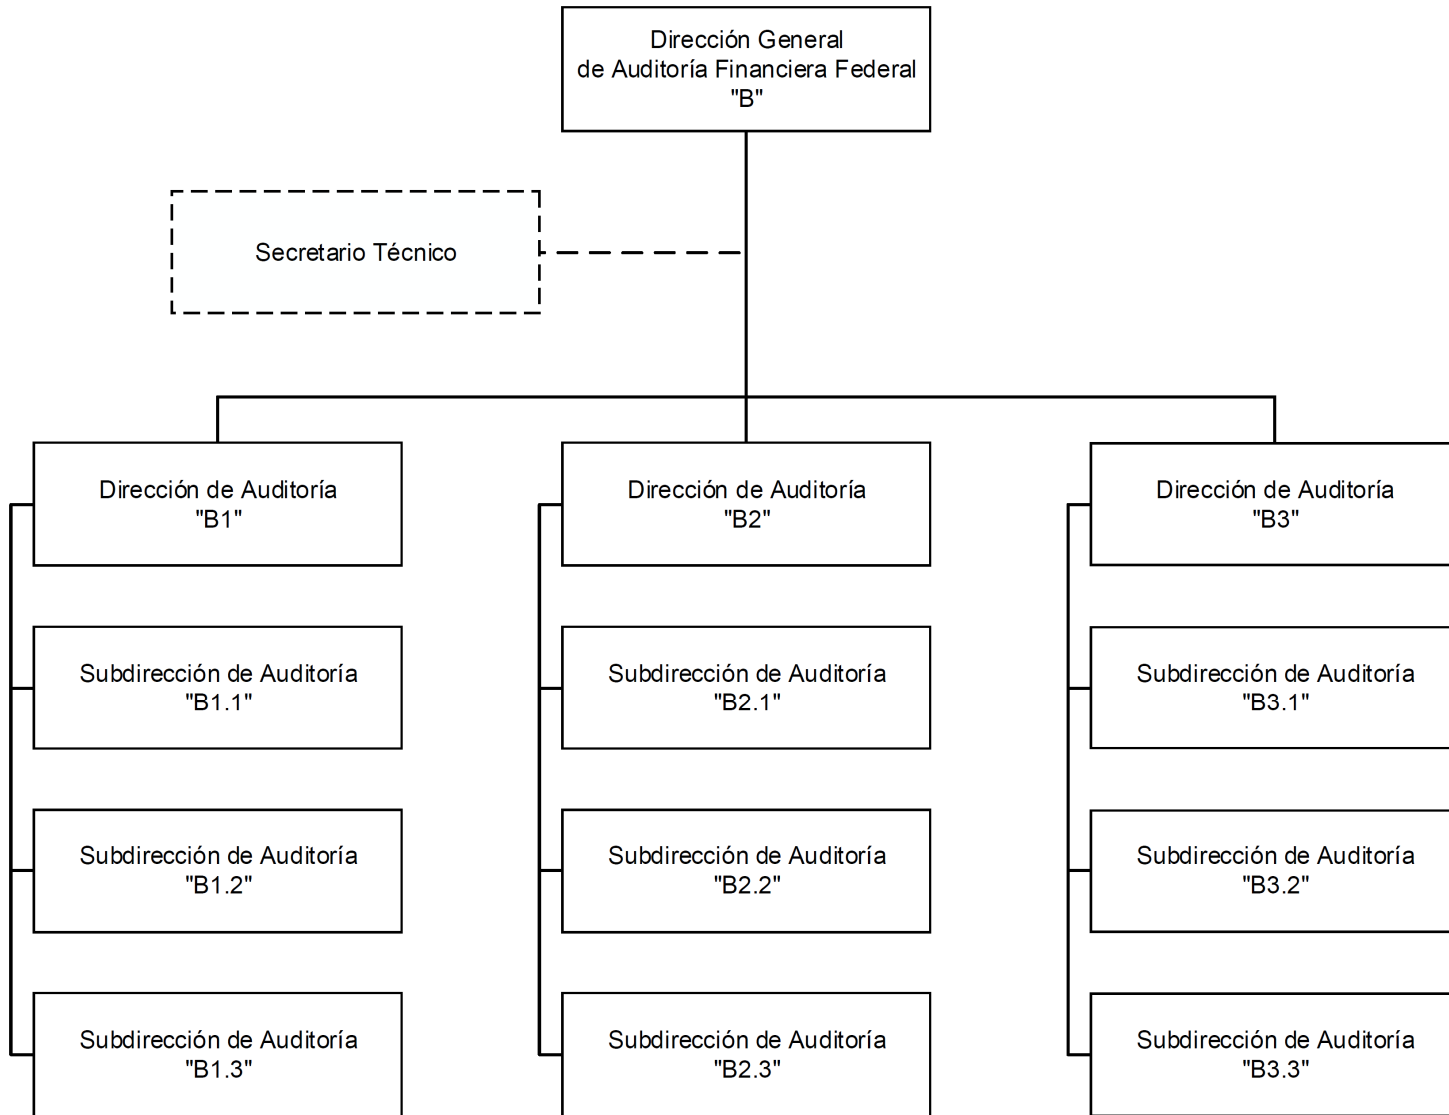 Dirección General
de Auditoría Financiera Federal
"B"
Secretario Técnico
Dirección de Auditoría
"B1"
Dirección de Auditoría
"B2"
Dirección de Auditoría
"B3"
Subdirección de Auditoría
"B1.1"
Subdirección de Auditoría
"B2.1"
Subdirección de Auditoría
"B3.1"
Subdirección de Auditoría
"B1.2"
Subdirección de Auditoría
"B2.2"
Subdirección de Auditoría
"B3.2"
Subdirección de Auditoría
"B1.3"
Subdirección de Auditoría
"B2.3"
Subdirección de Auditoría
"B3.3"